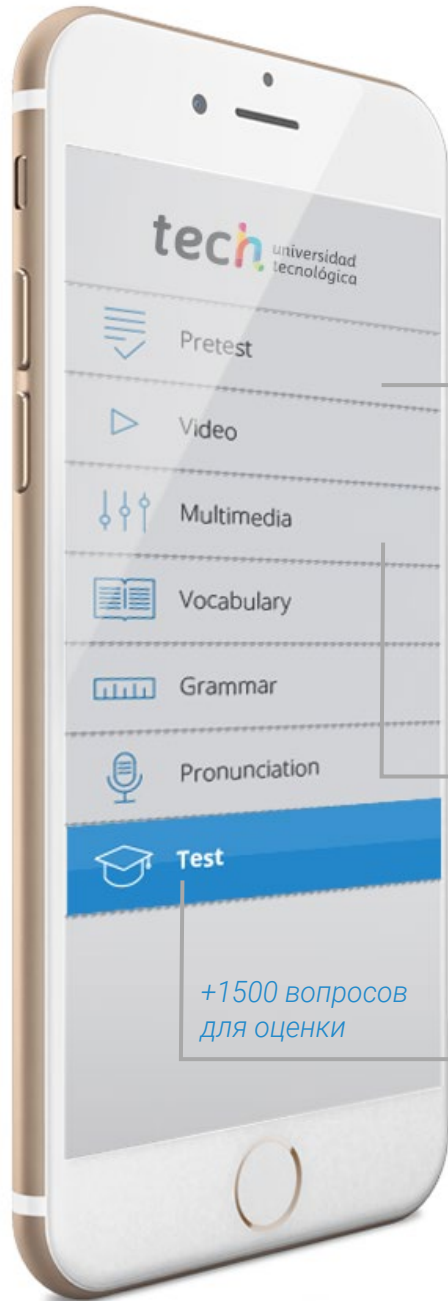 tech universidad
tecnológica
Pretest
Video
Multimedia
Vocabulary
Grammar
Pronunciation
Test
+1500 вопросов
для оценки